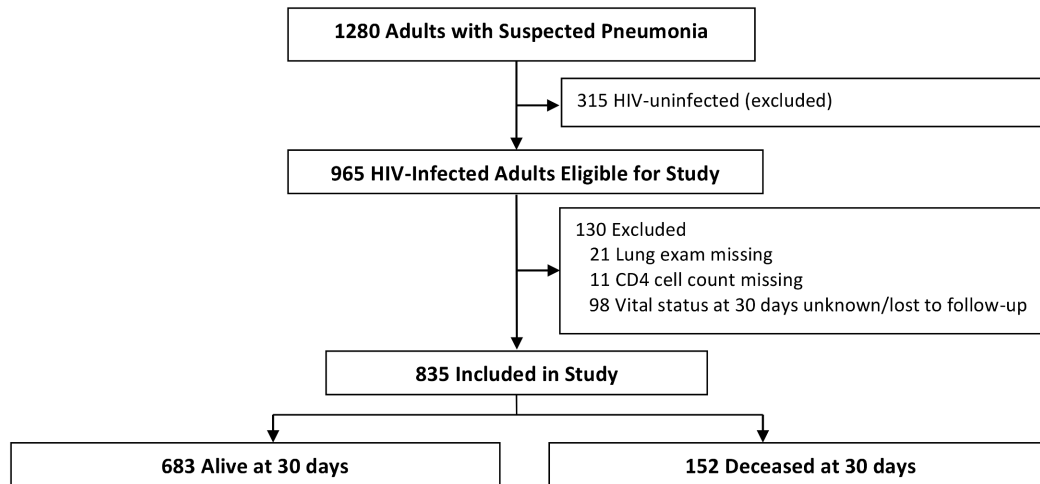 1280 Adults with Suspected Pneumonia
315 HIV-uninfected (excluded)
965 HIV-Infected Adults Eligible for Study
130 Excluded
21 Lung exam missing
11 CD4 cell count missing
98 Vital status at 30 days unknown/lost to follow-up
835 Included in Study
683 Alive at 30 days
152 Deceased at 30 days